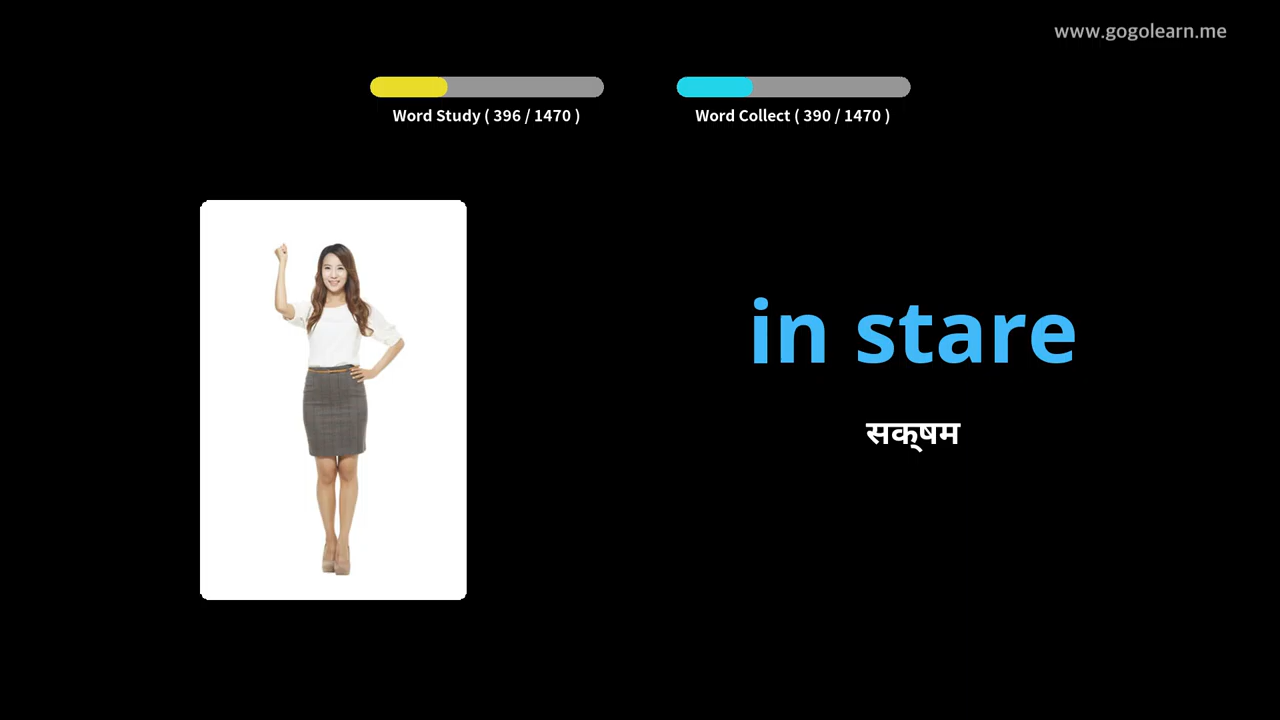 www.gogolearn.me
Word Study ( 396 / 1470 )
Word Collect ( 390 / 1470 )
in stare
सक्षम